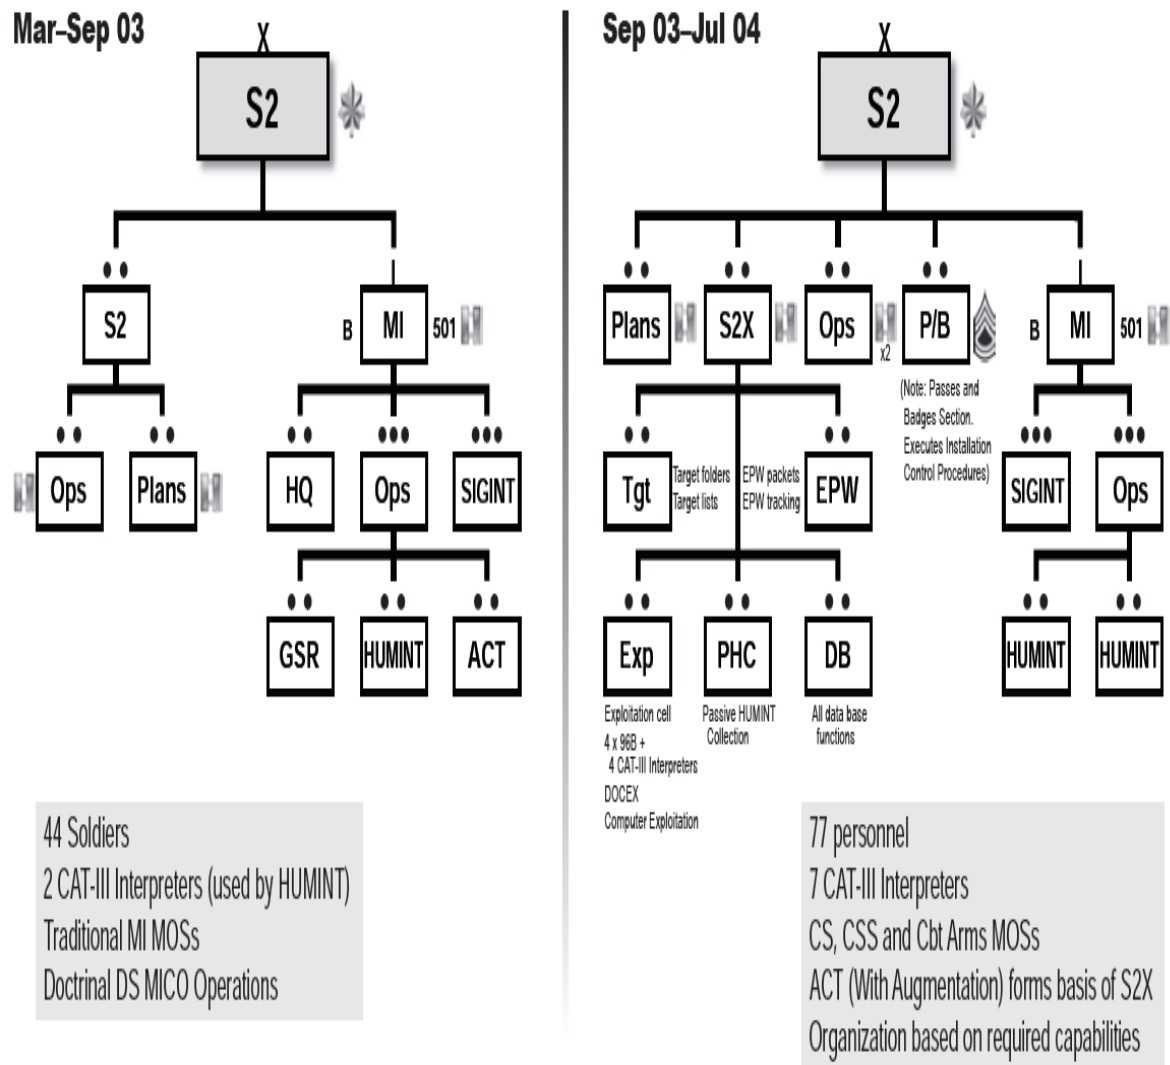 Mar–Sep 03
X
S2
S2
B
MI
501
Ops
Plans
HQ
Ops
SIGINT
GSR
HUMINT
ACT
44 Soldiers
2 CAT-III Interpreters (used by HUMINT)
Traditional MI MOSs
Doctrinal DS MICO Operations
Sep 03–Jul 04
X
S2
Plans
S2X
Ops
x2
P/B
B
MI
501
(Note: Passes and
Badges Section.
Executes Installation
Control Procedures)
Tgt
Target folders
Target lists
EPW packets
EPW tracking
EPW
SIGINT
Ops
Exp
PHC
DB
HUMINT
HUMINT
Exploitation cell
4 x 96B +
4 CAT-III Interpreters
DOCEX
Computer Exploitation
Passive HUMINT
Collection
All data base
functions
77 personnel
7 CAT-III Interpreters
CS, CSS and Cbt Arms MOSs
ACT (With Augmentation) forms basis of S2X
Organization based on required capabilities